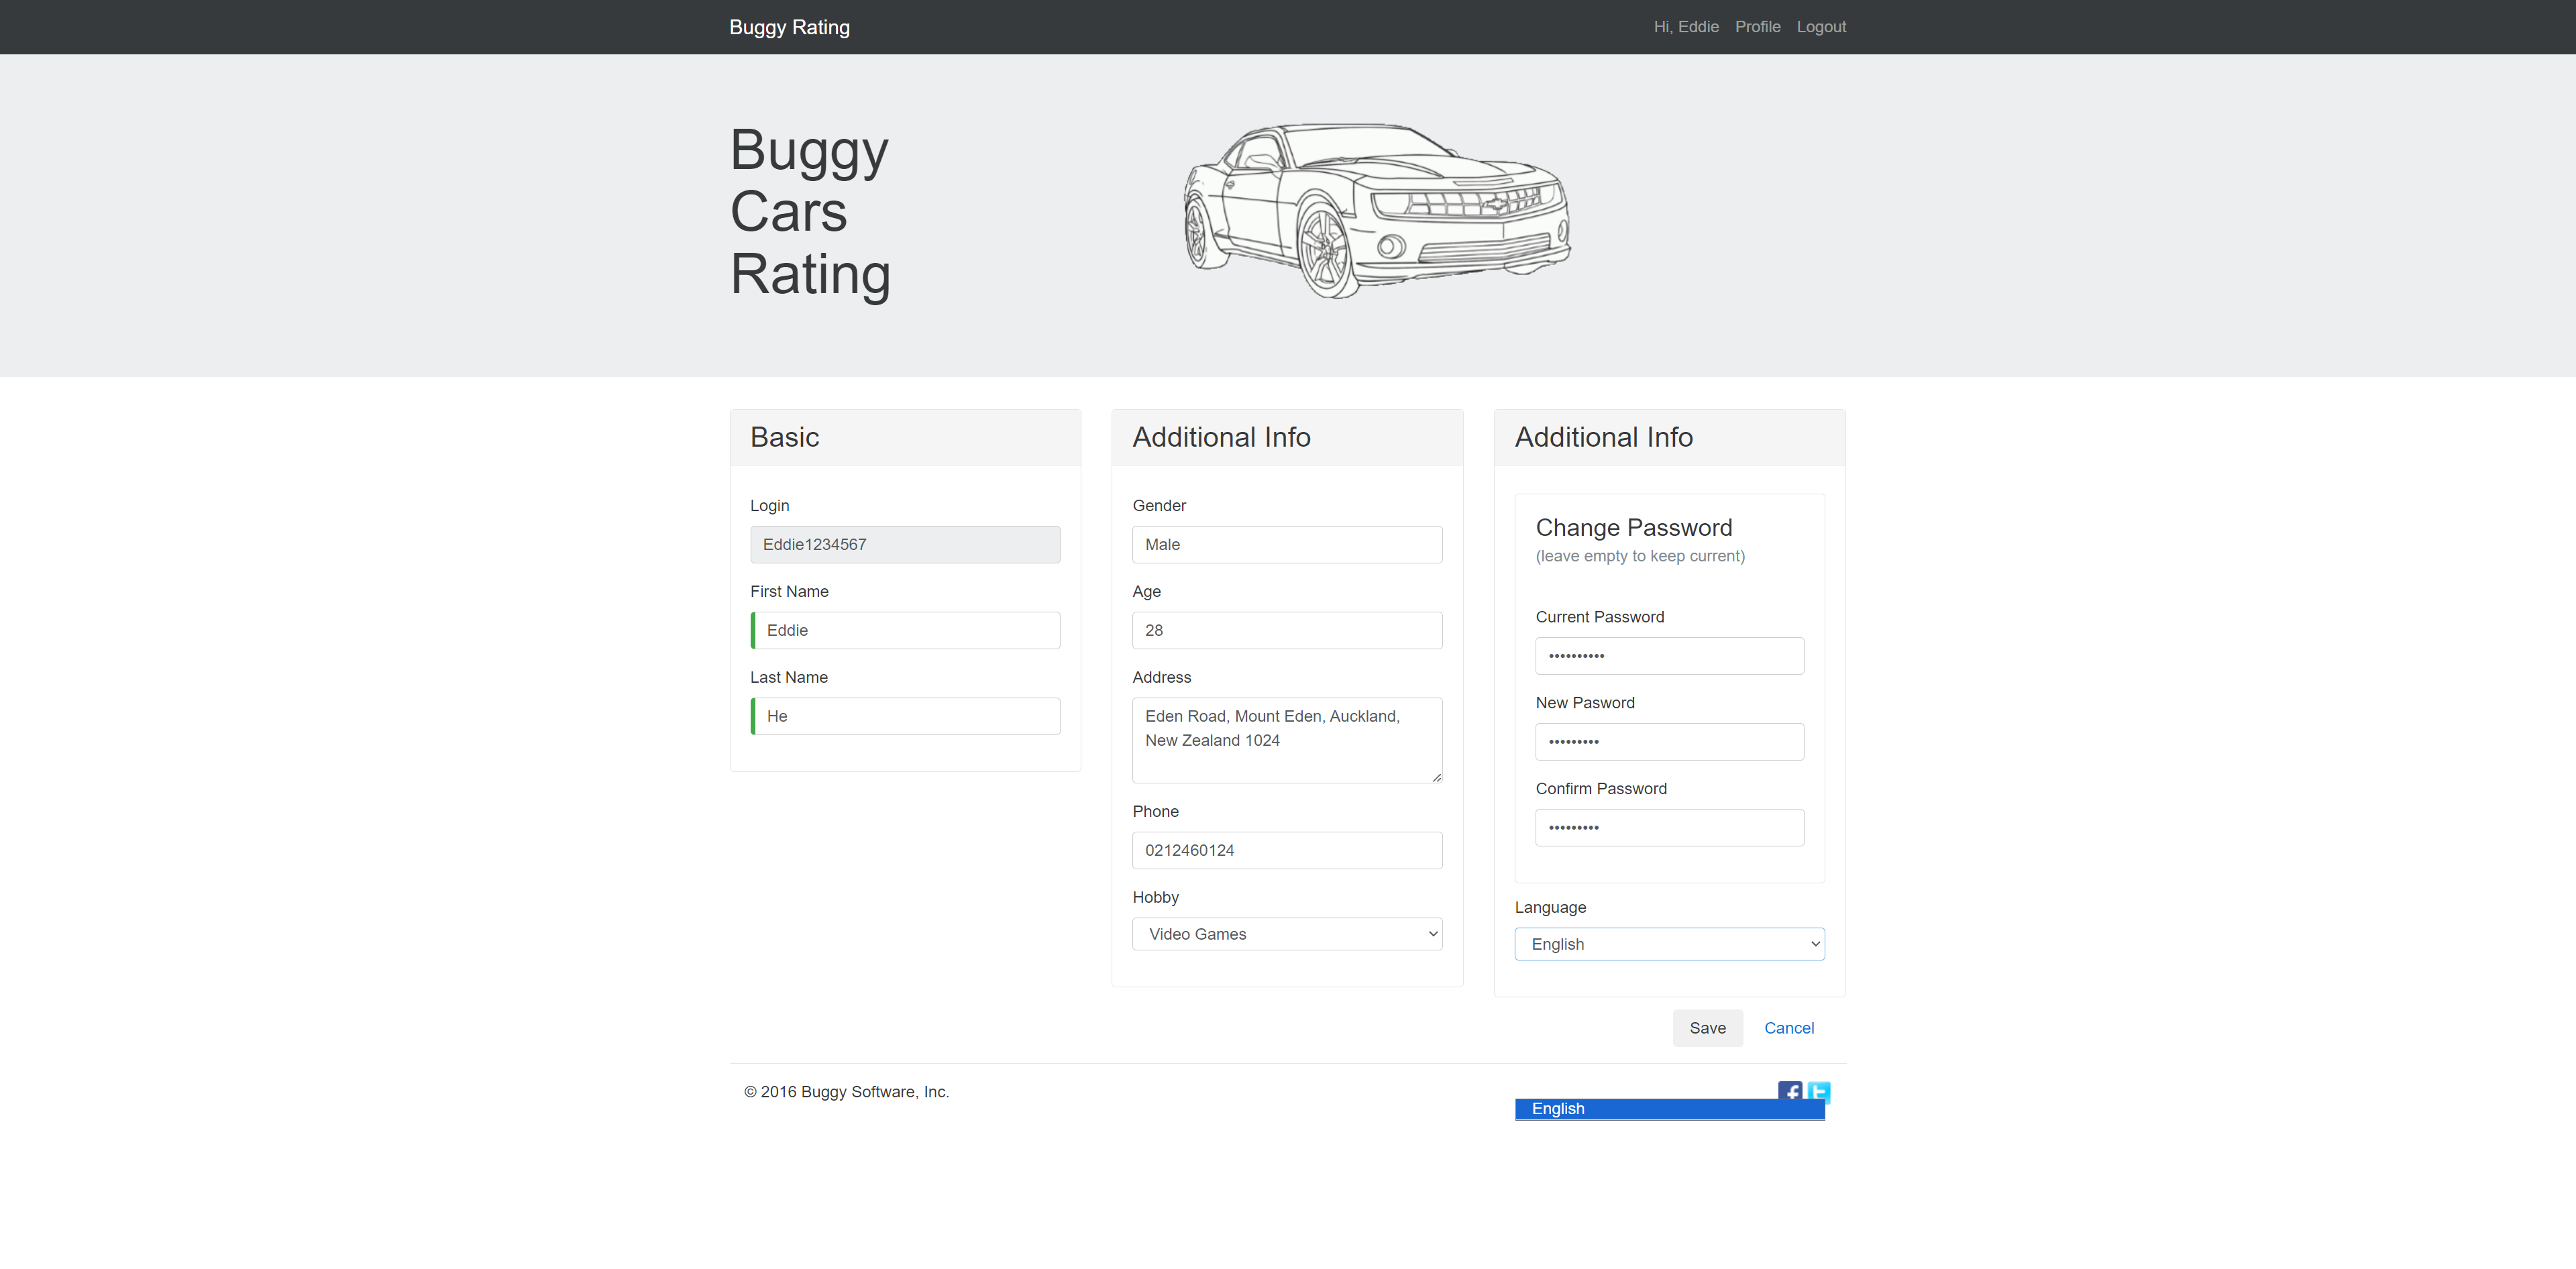 Buggy Rating
Hi, Eddie Profile Logout
Buggy
Cars
Rating
Basic
Login
Eddie1234567
First Name
Eddie
Last Name
He
Additional Info
Gender
Male
Age
28
Address
Eden Road, Mount Eden, Auckland,
New Zealand 1024
Phone
0212460124
Hobby
Video Games
Additional Info
Change Password
(leave empty to keep current)
Current Password
••••••••••
New Pasword
•••••••••
Confirm Password
•••••••••
Language
English
Save Cancel
© 2016 Buggy Software, Inc.
English